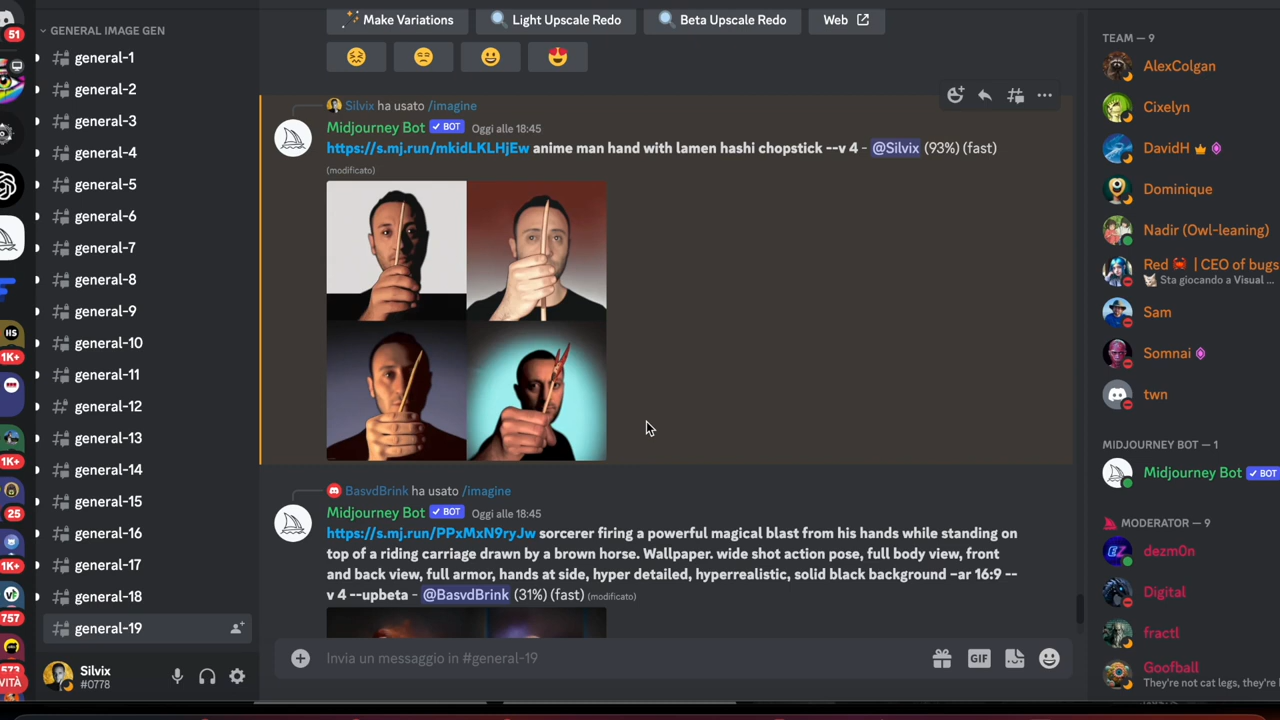 51
HS
1K+
1K+
25
1K+
757
573
VITÀ
GENERAL IMAGE GEN
general-1
general-2
general-3
general-4
general-5
general-6
general-7
general-8
general-9
general-10
general-11
general-12
general-13
general-14
general-15
general-16
general-17
general-18
general-19
Silvix
#0778
Make Variations
Light Upscale Redo
Beta Upscale Redo
Web
Silvix ha usato /imagine
Midjourney Bot ✓ BOT Oggi alle 18:45
https://s.mj.run/mkidLKLHjEw anime man hand with lamen hashi chopstick --v 4 - @Silvix (93%) (fast)
(modificato)
BasvdBrink ha usato /imagine
Midjourney Bot ✓ BOT Oggi alle 18:45
https://s.mj.run/PPxMxN9ryJw sorcerer firing a powerful magical blast from his hands while standing on
top of a riding carriage drawn by a brown horse. Wallpaper. wide shot action pose, full body view, front
and back view, full armor, hands at side, hyper detailed, hyperrealistic, solid black background –ar 16:9 --
v 4 --upbeta - @BasvdBrink (31%) (fast) (modificato)
Invia un messaggio in #general-19
GIF
TEAM — 9
AlexColgan
Cixelyn
DavidH
Dominique
Nadir (Owl-leaning)
Red 🦀 | CEO of bugs
Sta giocando a Visual ...
Sam
Somnai
twn
MIDJOURNEY BOT — 1
Midjourney Bot ✓ BOT
MODERATOR — 9
EZ
dezm0n
Digital
fractl
Goofball
They're not cat legs, they're